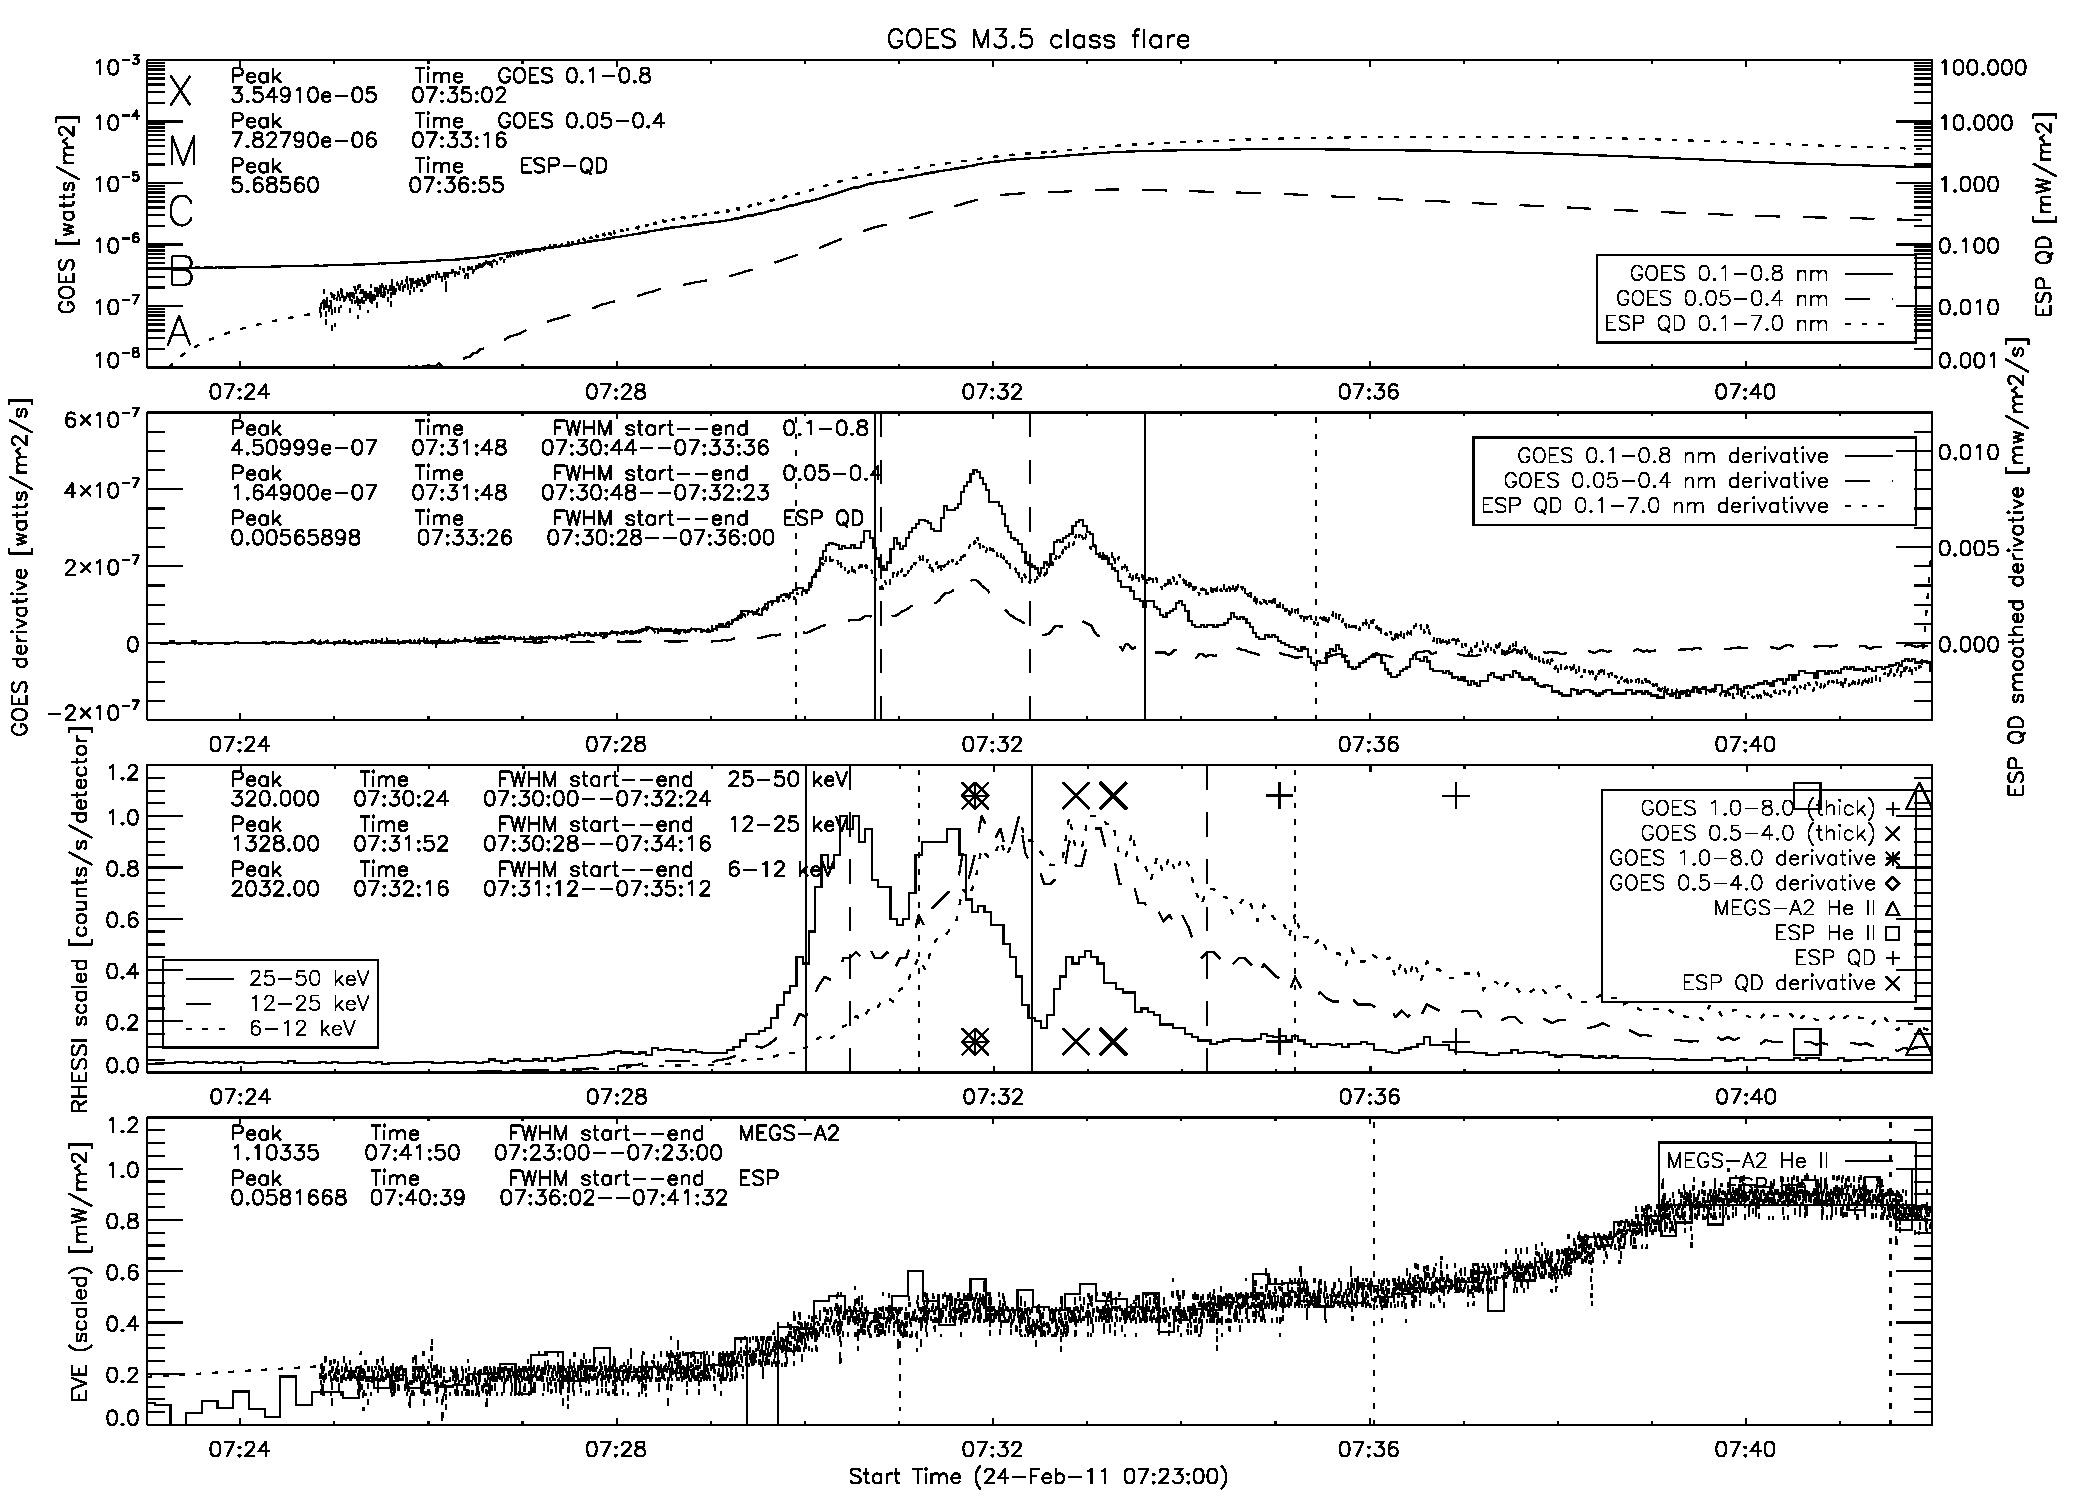 GOES M3.5 class flare
GOES [watts/m^2]
10-3
10-4
10-5
10-6
10-7
10-8
X
M
C
B
A
Peak Time GOES 0.1-0.8
3.54910e-05 07:35:02
Peak Time GOES 0.05-0.4
7.82790e-06 07:33:16
Peak Time ESP-QD
5.68560 07:36:55
GOES 0.1-0.8 nm
GOES 0.05-0.4 nm
ESP QD 0.1-7.0 nm
100.000
10.000
1.000
0.100
0.010
0.001
ESP QD [mW/m^2]
07:24 07:28 07:32 07:36 07:40
GOES derivative [watts/m^2/s]
6×10-7
4×10-7
2×10-7
0
-2×10-7
Peak Time FWHM start--end 0.1-0.8
4.50999e-07 07:31:48 07:30:44--07:33:36
Peak Time FWHM start--end 0.05-0.4
1.64900e-07 07:31:48 07:30:48--07:32:23
Peak Time FWHM start--end ESP QD
0.00565898 07:33:26 07:30:28--07:36:00
GOES 0.1-0.8 nm derivative
GOES 0.05-0.4 nm derivative
ESP QD 0.1-7.0 nm derivativve
0.010
0.005
0.000
ESP QD smoothed derivative [mw/m^2/s]
07:24 07:28 07:32 07:36 07:40
RHESSI scaled [counts/s/detector]
1.2
1.0
0.8
0.6
0.4
0.2
0.0
Peak Time FWHM start--end 25-50 keV
320.000 07:30:24 07:30:00--07:32:24
Peak Time FWHM start--end 12-25 keV
1328.00 07:31:52 07:30:28--07:34:16
Peak Time FWHM start--end 6-12 keV
2032.00 07:32:16 07:31:12--07:35:12
25-50 keV
12-25 keV
6-12 keV
GOES 1.0-8.0 (thick)
GOES 0.5-4.0 (thick)
GOES 1.0-8.0 derivative
GOES 0.5-4.0 derivative
MEGS-A2 He II
ESP He II
ESP QD
ESP QD derivative
07:24 07:28 07:32 07:36 07:40
EVE (scaled) [mW/m^2]
1.2
1.0
0.8
0.6
0.4
0.2
0.0
Peak Time FWHM start--end MEGS-A2
1.10335 07:41:50 07:23:00--07:23:00
Peak Time FWHM start--end ESP
0.0581668 07:40:39 07:36:02--07:41:32
MEGS-A2 He II
07:24 07:28 07:32 07:36 07:40
Start Time (24-Feb-11 07:23:00)